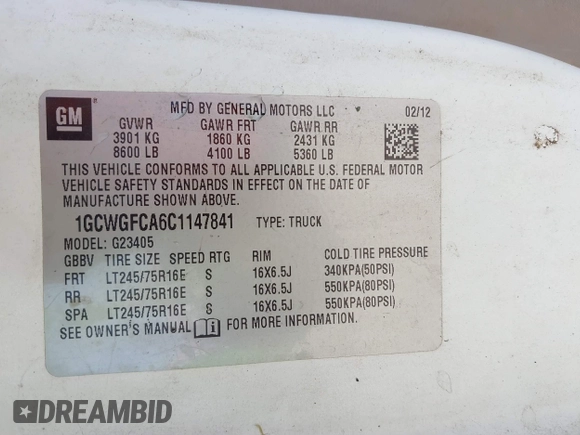 GM
MFD BY GENERAL MOTORS LLC
02/12
GVWR GAWR FRT GAWR RR
3901 KG 1860 KG 2431 KG
8600 LB 4100 LB 5360 LB
THIS VEHICLE CONFORMS TO ALL APPLICABLE U.S. FEDERAL MOTOR
VEHICLE SAFETY STANDARDS IN EFFECT ON THE DATE OF
MANUFACTURE SHOWN ABOVE.
1GCWGFCA6C1147841 TYPE: TRUCK
MODEL: G23405
GBBV TIRE SIZE SPEED RTG RIM COLD TIRE PRESSURE
FRT LT245/75R16E S 16X6.5J 340KPA(50PSI)
RR LT245/75R16E S 16X6.5J 550KPA(80PSI)
SPA LT245/75R16E S 16X6.5J 550KPA(80PSI)
SEE OWNER'S MANUAL FOR MORE INFORMATION.
DREAMBID